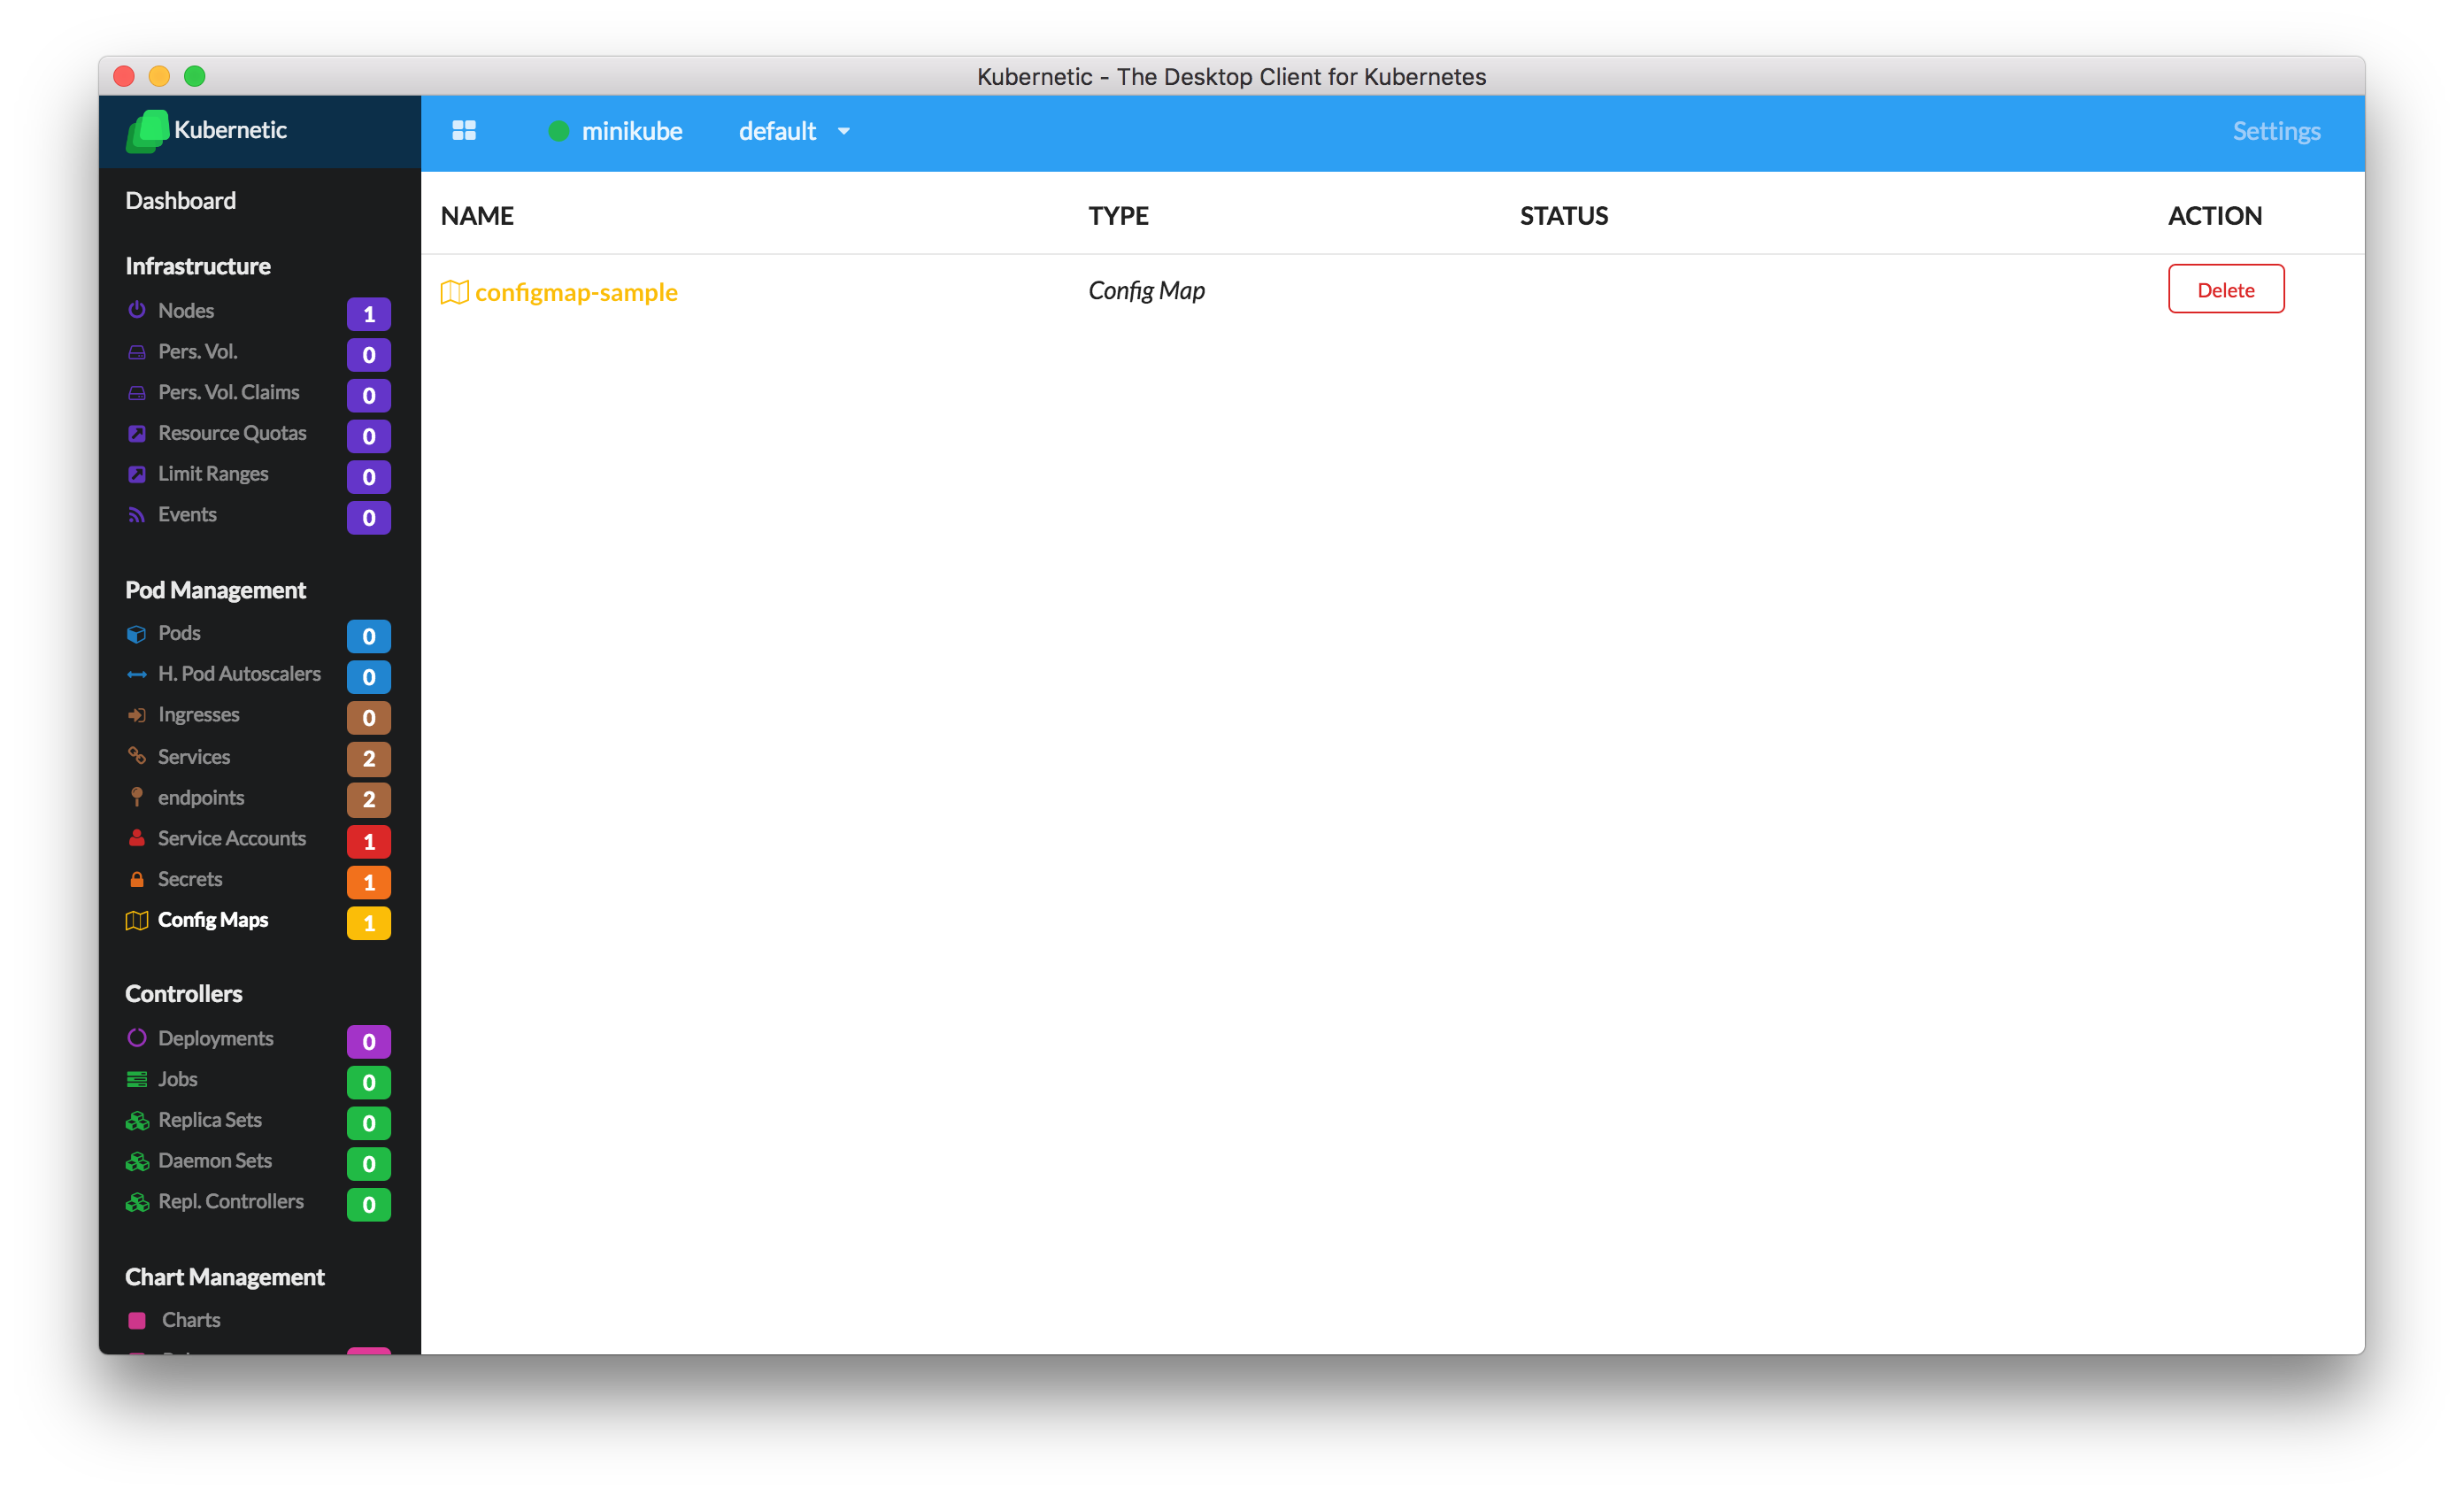 Kubernetic - The Desktop Client for Kubernetes
Kubernetic
minikube default Settings
Dashboard
Infrastructure
Nodes 1
Pers. Vol. 0
Pers. Vol. Claims 0
Resource Quotas 0
Limit Ranges 0
Events 0
Pod Management
Pods 0
H. Pod Autoscalers 0
Ingresses 0
Services 2
endpoints 2
Service Accounts 1
Secrets 1
Config Maps 1
Controllers
Deployments 0
Jobs 0
Replica Sets 0
Daemon Sets 0
Repl. Controllers 0
Chart Management
Charts
NAME TYPE STATUS ACTION
configmap-sample Config Map Delete